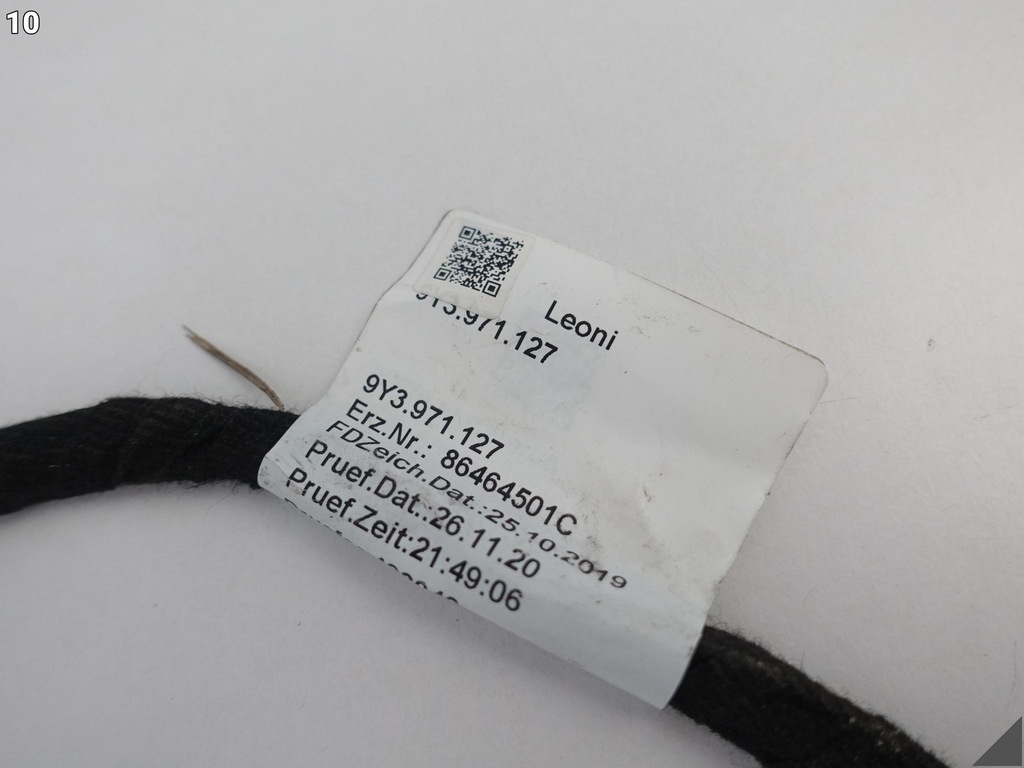 10
Leoni
9Y3.971.127
9Y3.971.127
Erz.Nr.: 86464501C
FDZeich.Dat.:25.10.2019
Pruef.Dat.:26.11.20
Pruef.Zeit:21:49:06